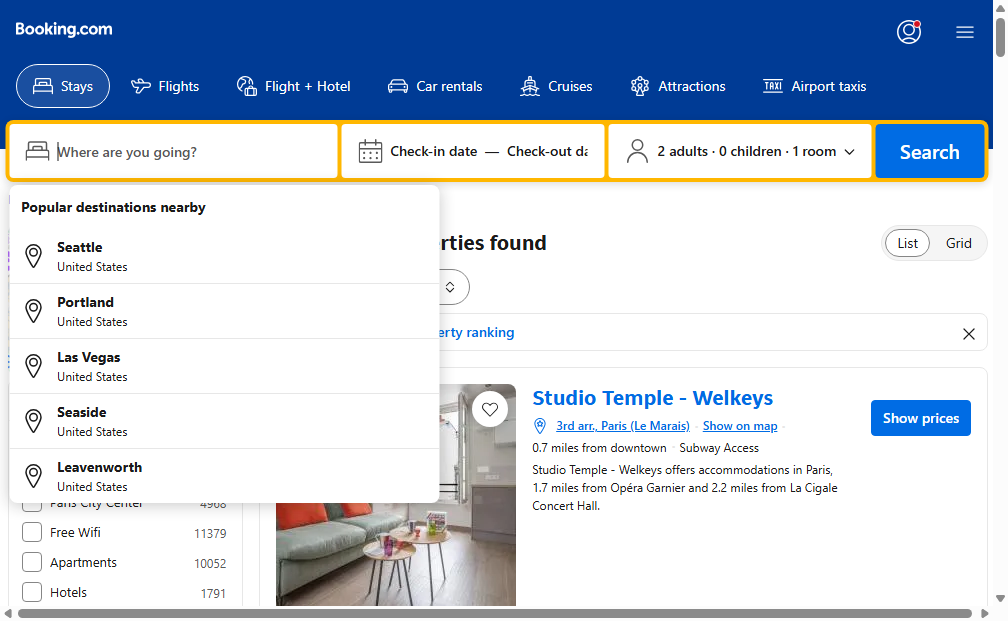 Booking.com
Stays
Flights
Flight + Hotel
Car rentals
Cruises
Attractions
TAXI
Airport taxis
Where are you going?
Check-in date — Check-out da
2 adults · 0 children · 1 room
Search
Popular destinations nearby
Seattle
United States
Portland
United States
Las Vegas
United States
Seaside
United States
Leavenworth
United States
erties found
List
Grid
erty ranking
Studio Temple - Welkeys
3rd arr., Paris (Le Marais) · Show on map
0.7 miles from downtown · Subway Access
Studio Temple - Welkeys offers accommodations in Paris,
1.7 miles from Opéra Garnier and 2.2 miles from La Cigale
Concert Hall.
Show prices
Paris City Center 4968
Free Wifi 11379
Apartments 10052
Hotels 1791